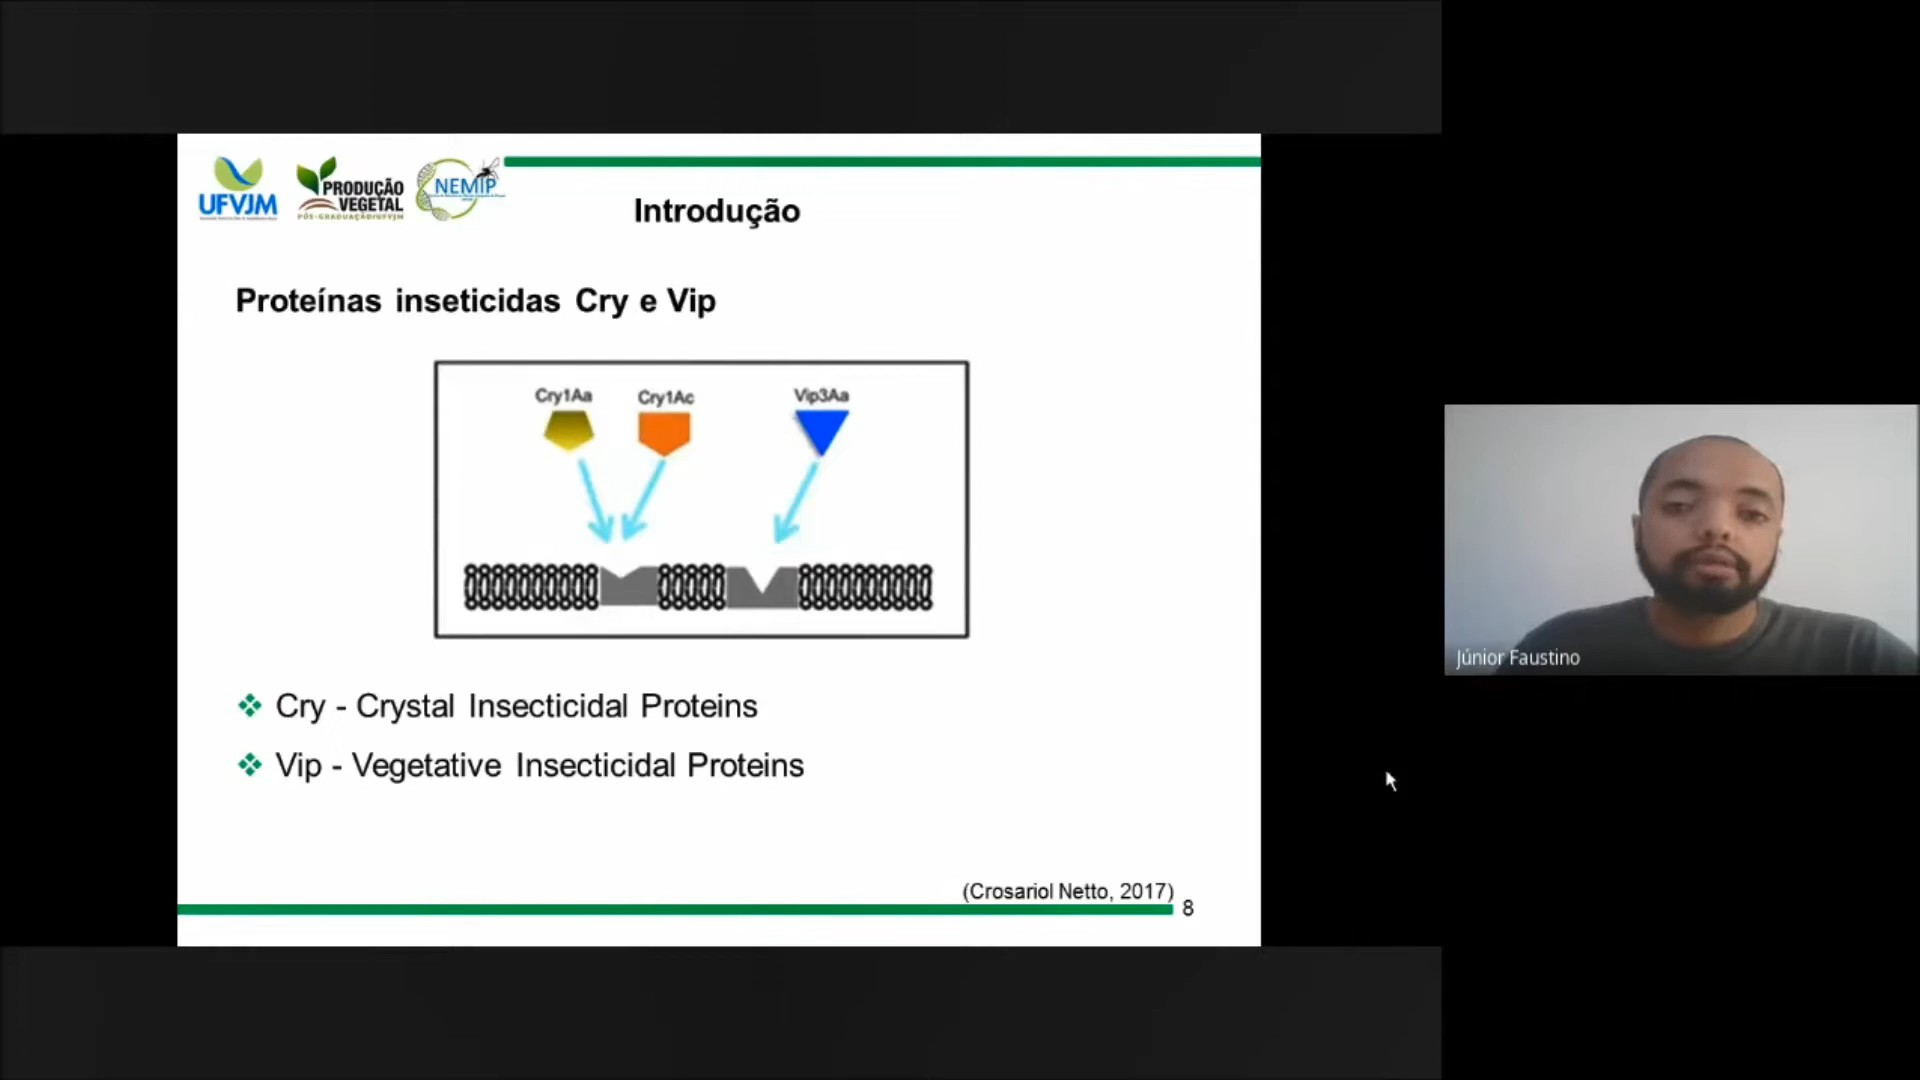 UFVJM
PRODUÇÃO
VEGETAL
PÓS-GRADUAÇÃO/UFVJM
NEMIP
Introdução
Proteínas inseticidas Cry e Vip
Cry1Aa
Cry1Ac
Vip3Aa
Cry - Crystal Insecticidal Proteins
Vip - Vegetative Insecticidal Proteins
(Crosariol Netto, 2017)
8
Júnior Faustino